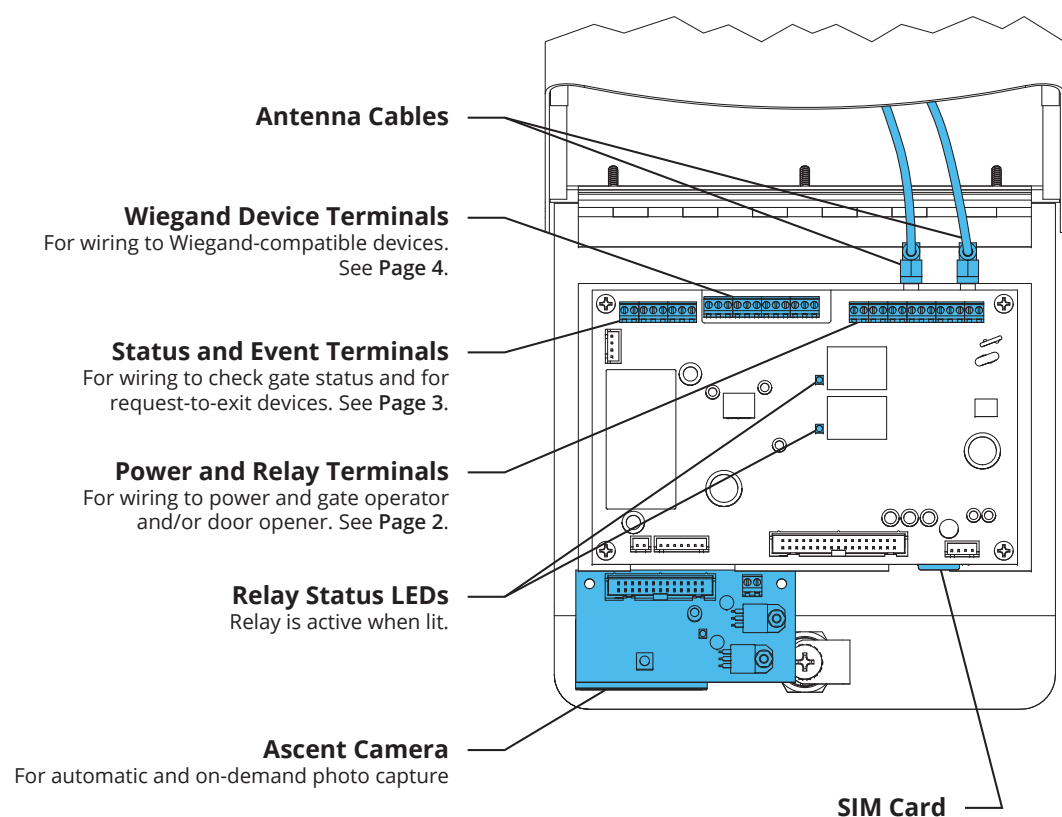 Antenna Cables
Wiegand Device Terminals
For wiring to Wiegand-compatible devices.
See Page 4.
Status and Event Terminals
For wiring to check gate status and for
request-to-exit devices. See Page 3.
Power and Relay Terminals
For wiring to power and gate operator
and/or door opener. See Page 2.
Relay Status LEDs
Relay is active when lit.
Ascent Camera
For automatic and on-demand photo capture
SIM Card